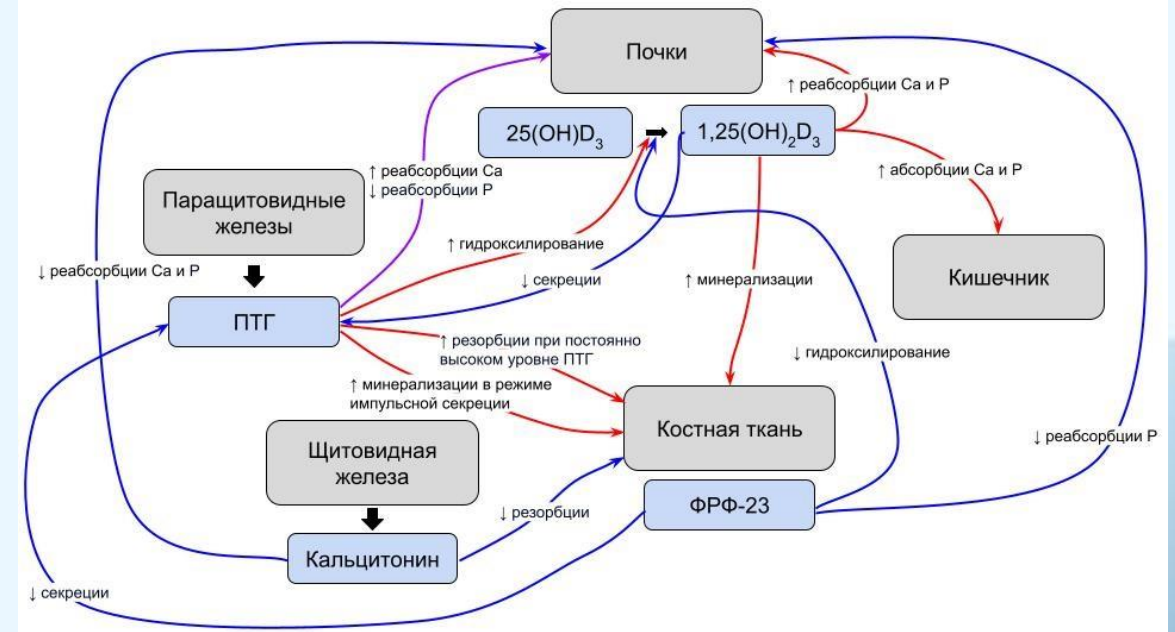 Почки
↑ реабсорбции Ca и P
25(OH)D3
1,25(OH)2D3
↑ реабсорбции Ca
↓ реабсорбции P
↑ абсорбции Ca и P
Паращитовидные
железы
↑ гидроксилирование
↓ реабсорбции Ca и P
↓ секреции
↑ минерализации
Кишечник
ПТГ
↑ резорбции при постоянно
высоком уровне ПТГ
↓ гидроксилирование
↑ минерализации в режиме
импульсной секреции
Костная ткань
↓ реабсорбции P
Щитовидная
железа
ФРФ-23
↓ резорбции
Кальцитонин
↓ секреции